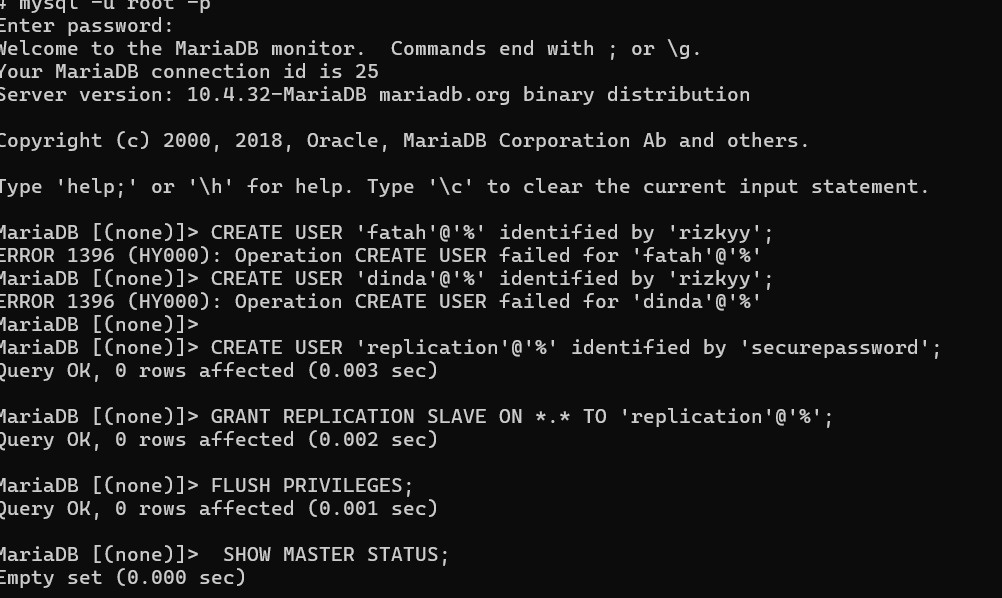 # mysql -u root -p
Enter password:
Welcome to the MariaDB monitor.  Commands end with ; or \g.
Your MariaDB connection id is 25
Server version: 10.4.32-MariaDB mariadb.org binary distribution
Copyright (c) 2000, 2018, Oracle, MariaDB Corporation Ab and others.
Type 'help;' or '\h' for help. Type '\c' to clear the current input statement.
MariaDB [(none)]> CREATE USER 'fatah'@'%' identified by 'rizkyy';
ERROR 1396 (HY000): Operation CREATE USER failed for 'fatah'@'%'
MariaDB [(none)]> CREATE USER 'dinda'@'%' identified by 'rizkyy';
ERROR 1396 (HY000): Operation CREATE USER failed for 'dinda'@'%'
MariaDB [(none)]>
MariaDB [(none)]> CREATE USER 'replication'@'%' identified by 'securepassword';
Query OK, 0 rows affected (0.003 sec)
MariaDB [(none)]> GRANT REPLICATION SLAVE ON *.* TO 'replication'@'%';
Query OK, 0 rows affected (0.002 sec)
MariaDB [(none)]> FLUSH PRIVILEGES;
Query OK, 0 rows affected (0.001 sec)
MariaDB [(none)]>  SHOW MASTER STATUS;
Empty set (0.000 sec)